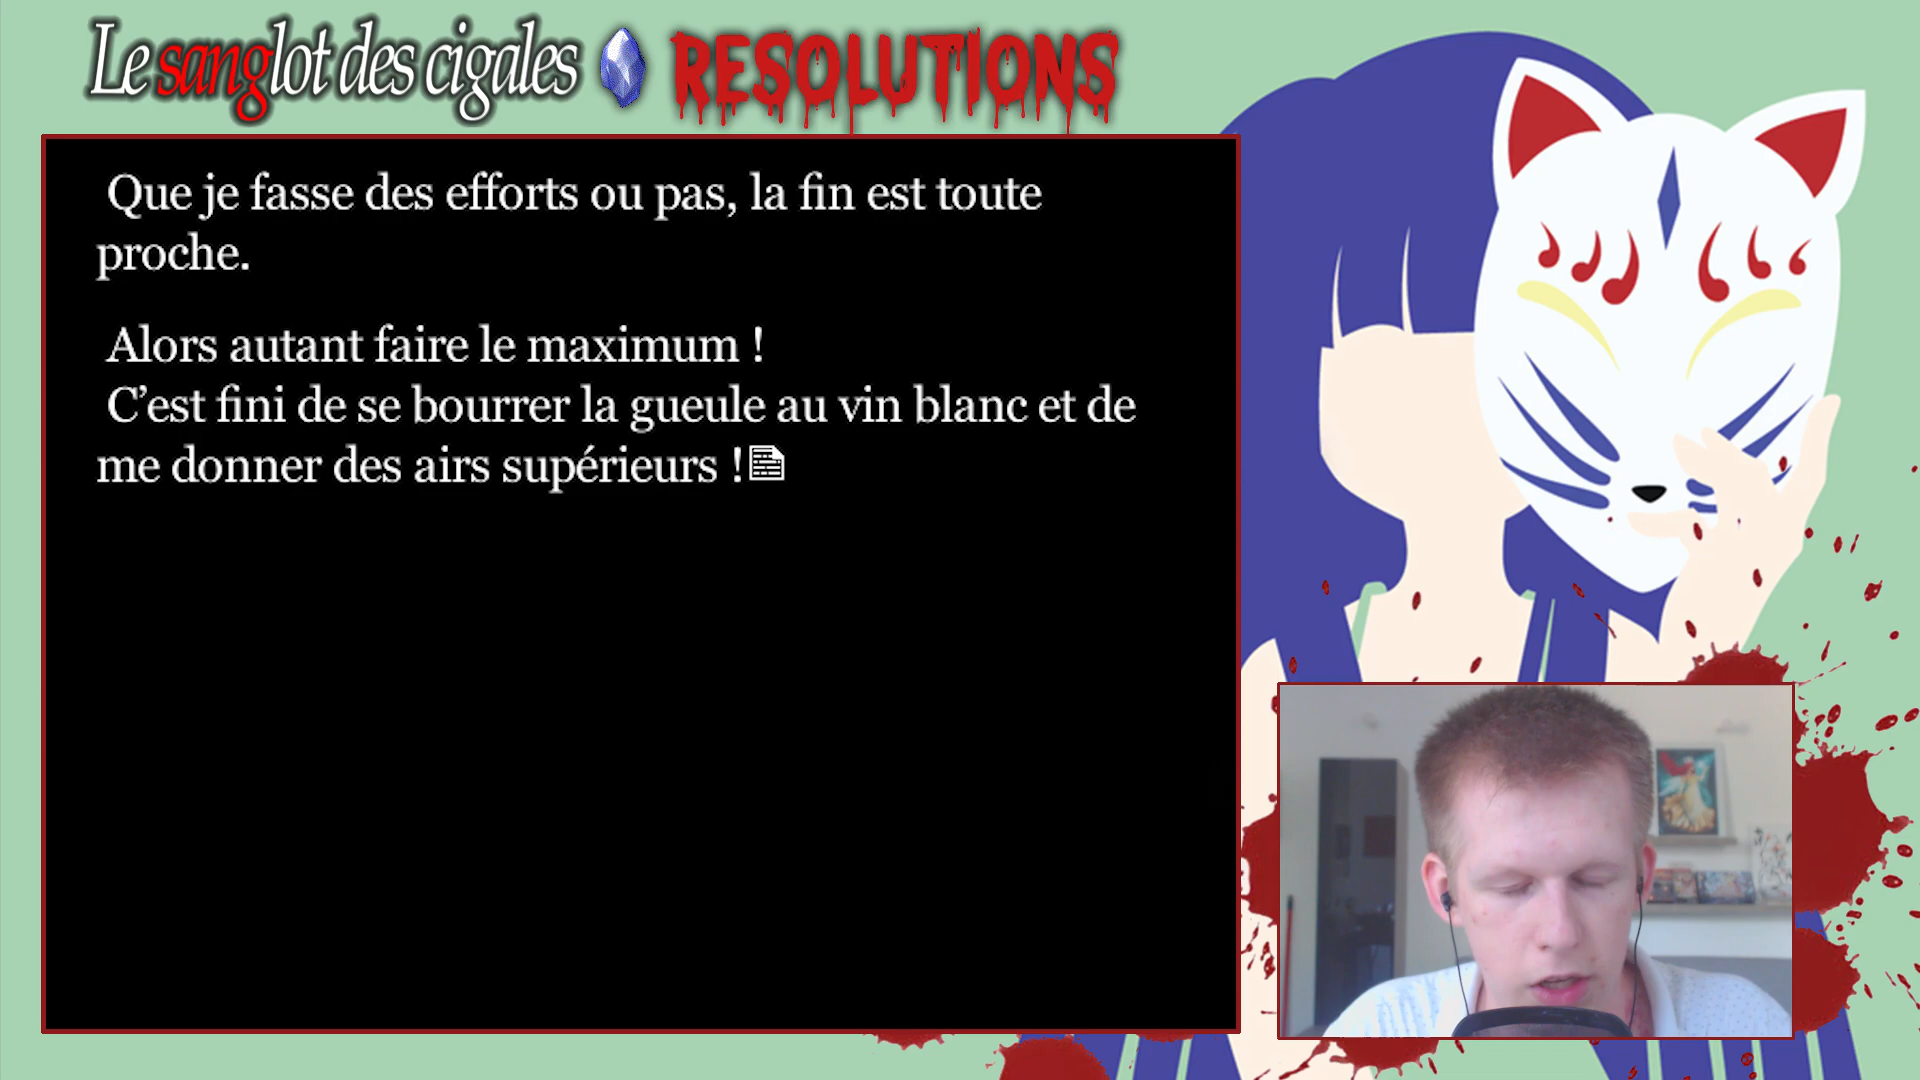 Le sanglot des cigales RESOLUTIONS
Que je fasse des efforts ou pas, la fin est toute
proche.
Alors autant faire le maximum !
C’est fini de se bourrer la gueule au vin blanc et de
me donner des airs supérieurs !